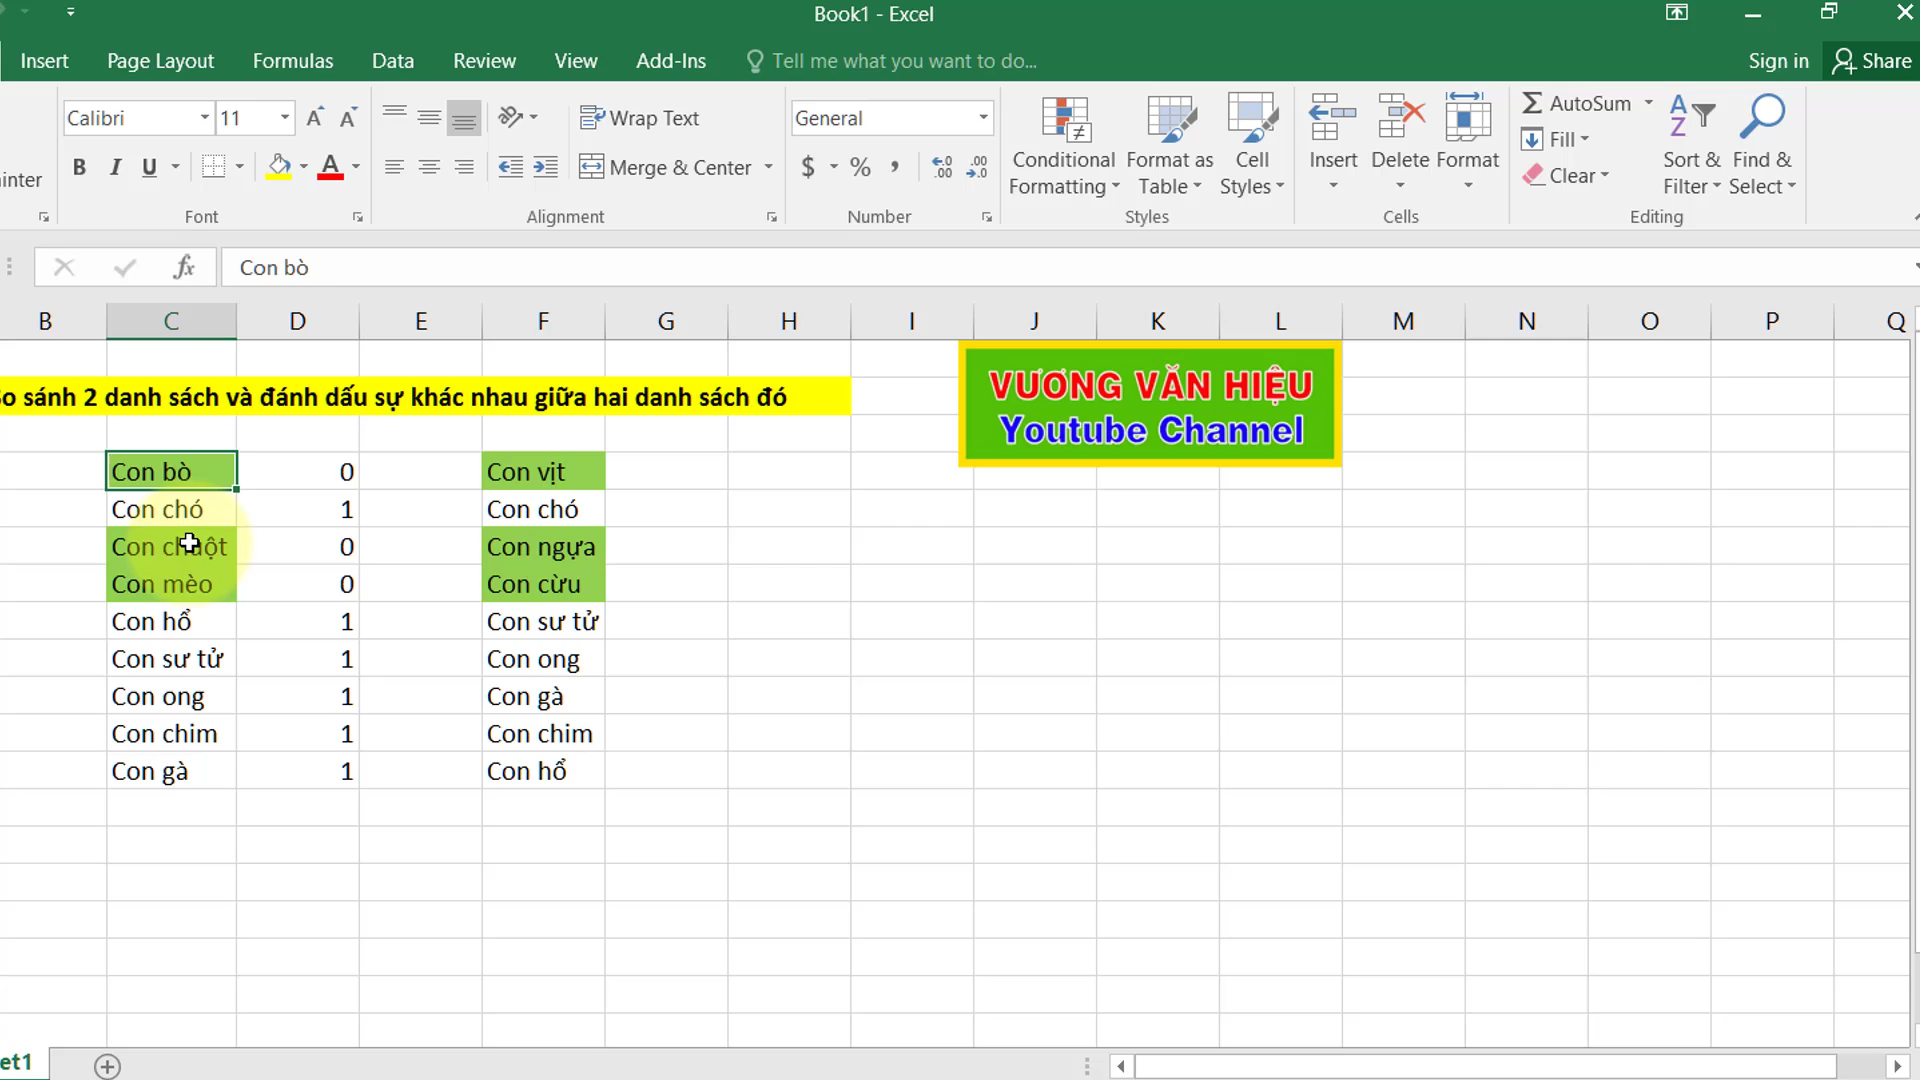 Book1 - Excel
Insert Page Layout Formulas Data Review View Add-Ins Tell me what you want to do... Sign in Share
Calibri 11 Wrap Text General AutoSum
Conditional Formatting Format as Table Cell Styles Insert Delete Format Fill Sort & Filter Find & Select
B I U A Merge & Center $ % , Clear
Font Alignment Number Styles Cells Editing
fx Con bò
B C D E F G H I J K L M N O P Q
sánh 2 danh sách và đánh dấu sự khác nhau giữa hai danh sách đó
VƯƠNG VĂN HIỆU
Youtube Channel
Con bò 0 Con vịt
Con chó 1 Con chó
Con chuột 0 Con ngựa
Con mèo 0 Con cừu
Con hổ 1 Con sư tử
Con sư tử 1 Con ong
Con ong 1 Con gà
Con chim 1 Con chim
Con gà 1 Con hổ